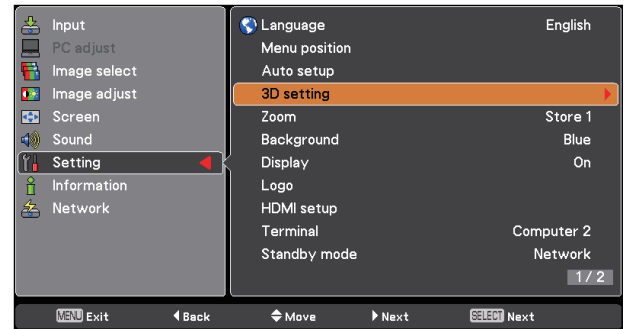 Input
PC adjust
Image select
Image adjust
Screen
Sound
Setting
Information
Network
Language English
Menu position
Auto setup
3D setting
Zoom Store 1
Background Blue
Display On
Logo
HDMI setup
Terminal Computer 2
Standby mode Network
1 / 2
MENU Exit Back Move Next SELECT Next